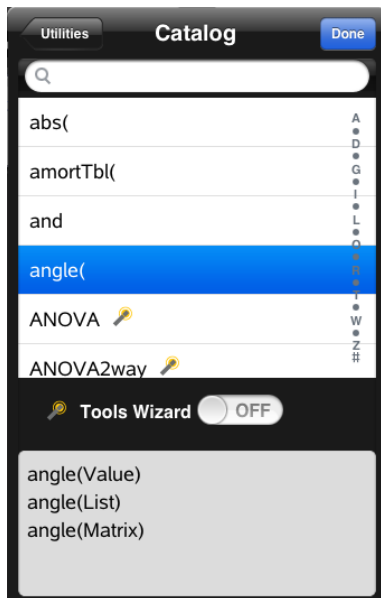 Utilities
Catalog
Done
abs(
amortTbl(
and
angle(
ANOVA
ANOVA2way
A
D
G
I
L
O
R
T
W
Z
#
Tools Wizard OFF
angle(Value)
angle(List)
angle(Matrix)